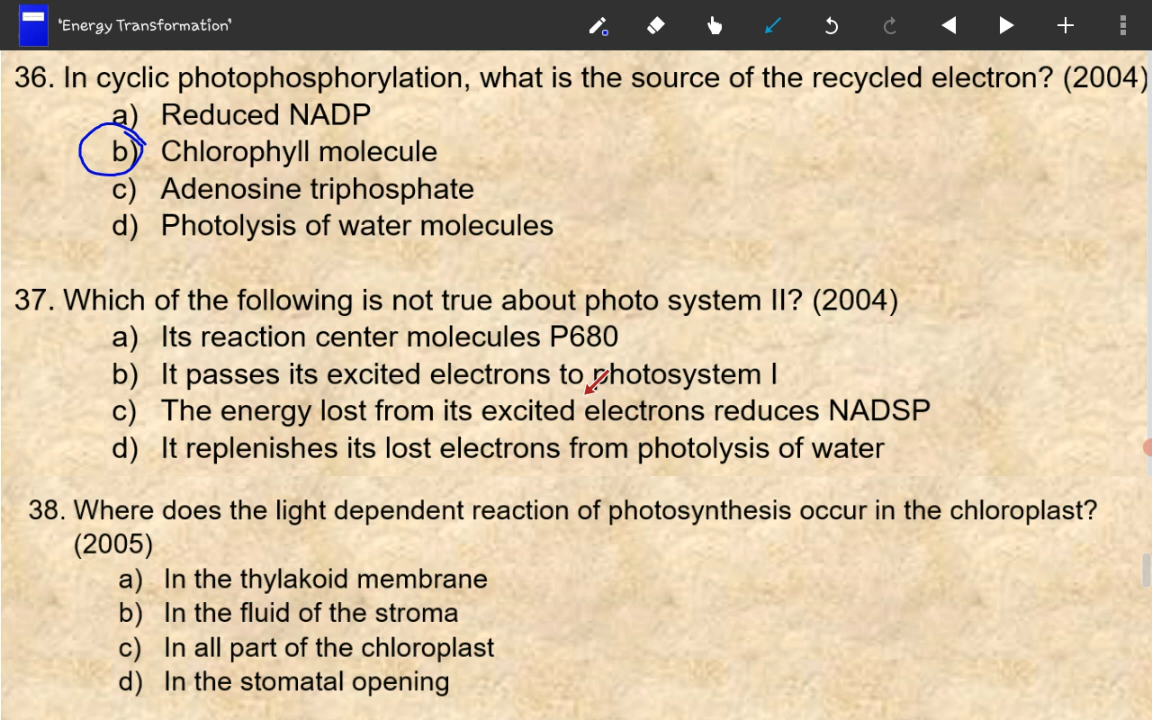 'Energy Transformation'
36. In cyclic photophosphorylation, what is the source of the recycled electron? (2004)
a) Reduced NADP
b) Chlorophyll molecule
c) Adenosine triphosphate
d) Photolysis of water molecules
37. Which of the following is not true about photo system II? (2004)
a) Its reaction center molecules P680
b) It passes its excited electrons to photosystem I
c) The energy lost from its excited electrons reduces NADSP
d) It replenishes its lost electrons from photolysis of water
38. Where does the light dependent reaction of photosynthesis occur in the chloroplast?
(2005)
a) In the thylakoid membrane
b) In the fluid of the stroma
c) In all part of the chloroplast
d) In the stomatal opening